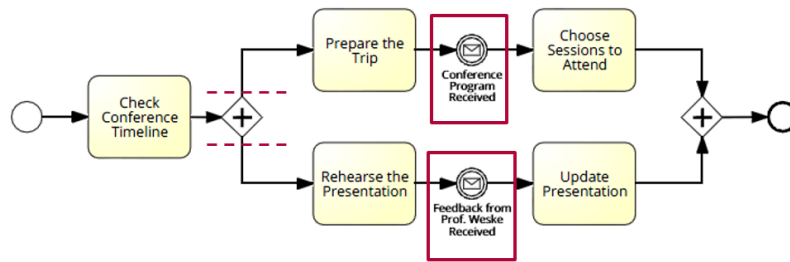 Prepare the
Trip
Conference
Program
Received
Choose
Sessions to
Attend
Check
Conference
Timeline
Rehearse the
Presentation
Feedback from
Prof. Weske
Received
Update
Presentation